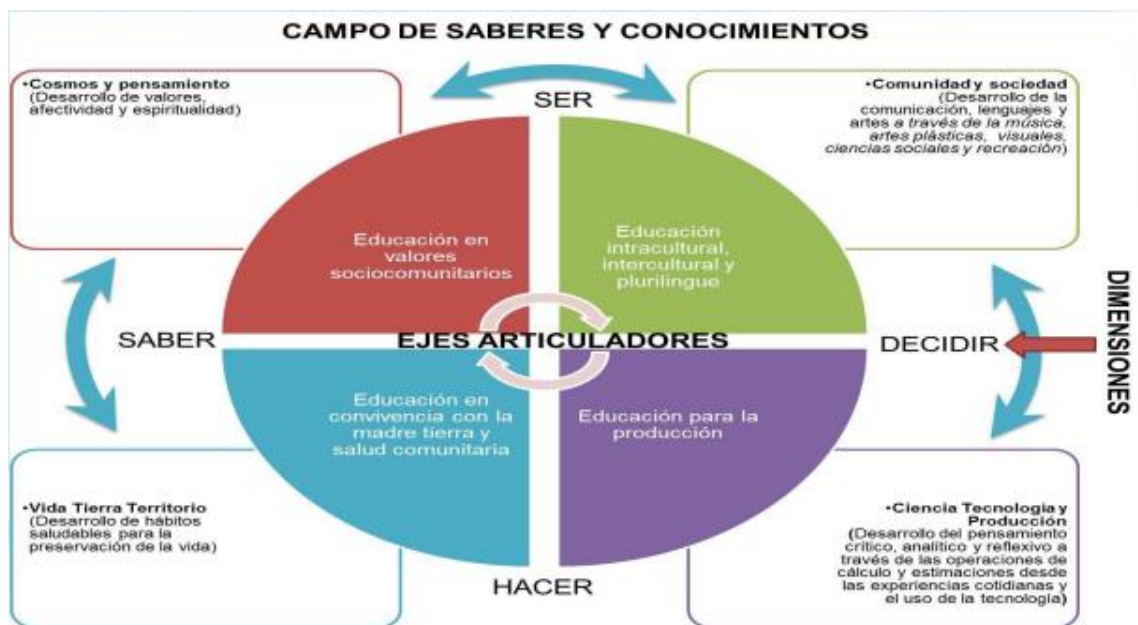 CAMPO DE SABERES Y CONOCIMIENTOS
•Cosmos y pensamiento
(Desarrollo de valores,
afectividad y espiritualidad)
SER
•Comunidad y sociedad
(Desarrollo de la
comunicación, lenguajes y
artes a través de la música,
artes plásticas, visuales,
ciencias sociales y recreación)
Educación en
valores
sociocomunitarios
Educación
intracultural,
intercultural y
plurilingue
SABER
EJES ARTICULADORES
DECIDIR
DIMENSIONES
Educación en
convivencia con la
madre tierra y
salud comunitaria
Educación para la
producción
•Vida Tierra Territorio
(Desarrollo de hábitos
saludables para la
preservación de la vida)
HACER
•Ciencia Tecnología y
Producción
(Desarrollo del pensamiento
crítico, analítico y reflexivo a
través de las operaciones de
cálculo y estimaciones desde
las experiencias cotidianas y
el uso de la tecnología)